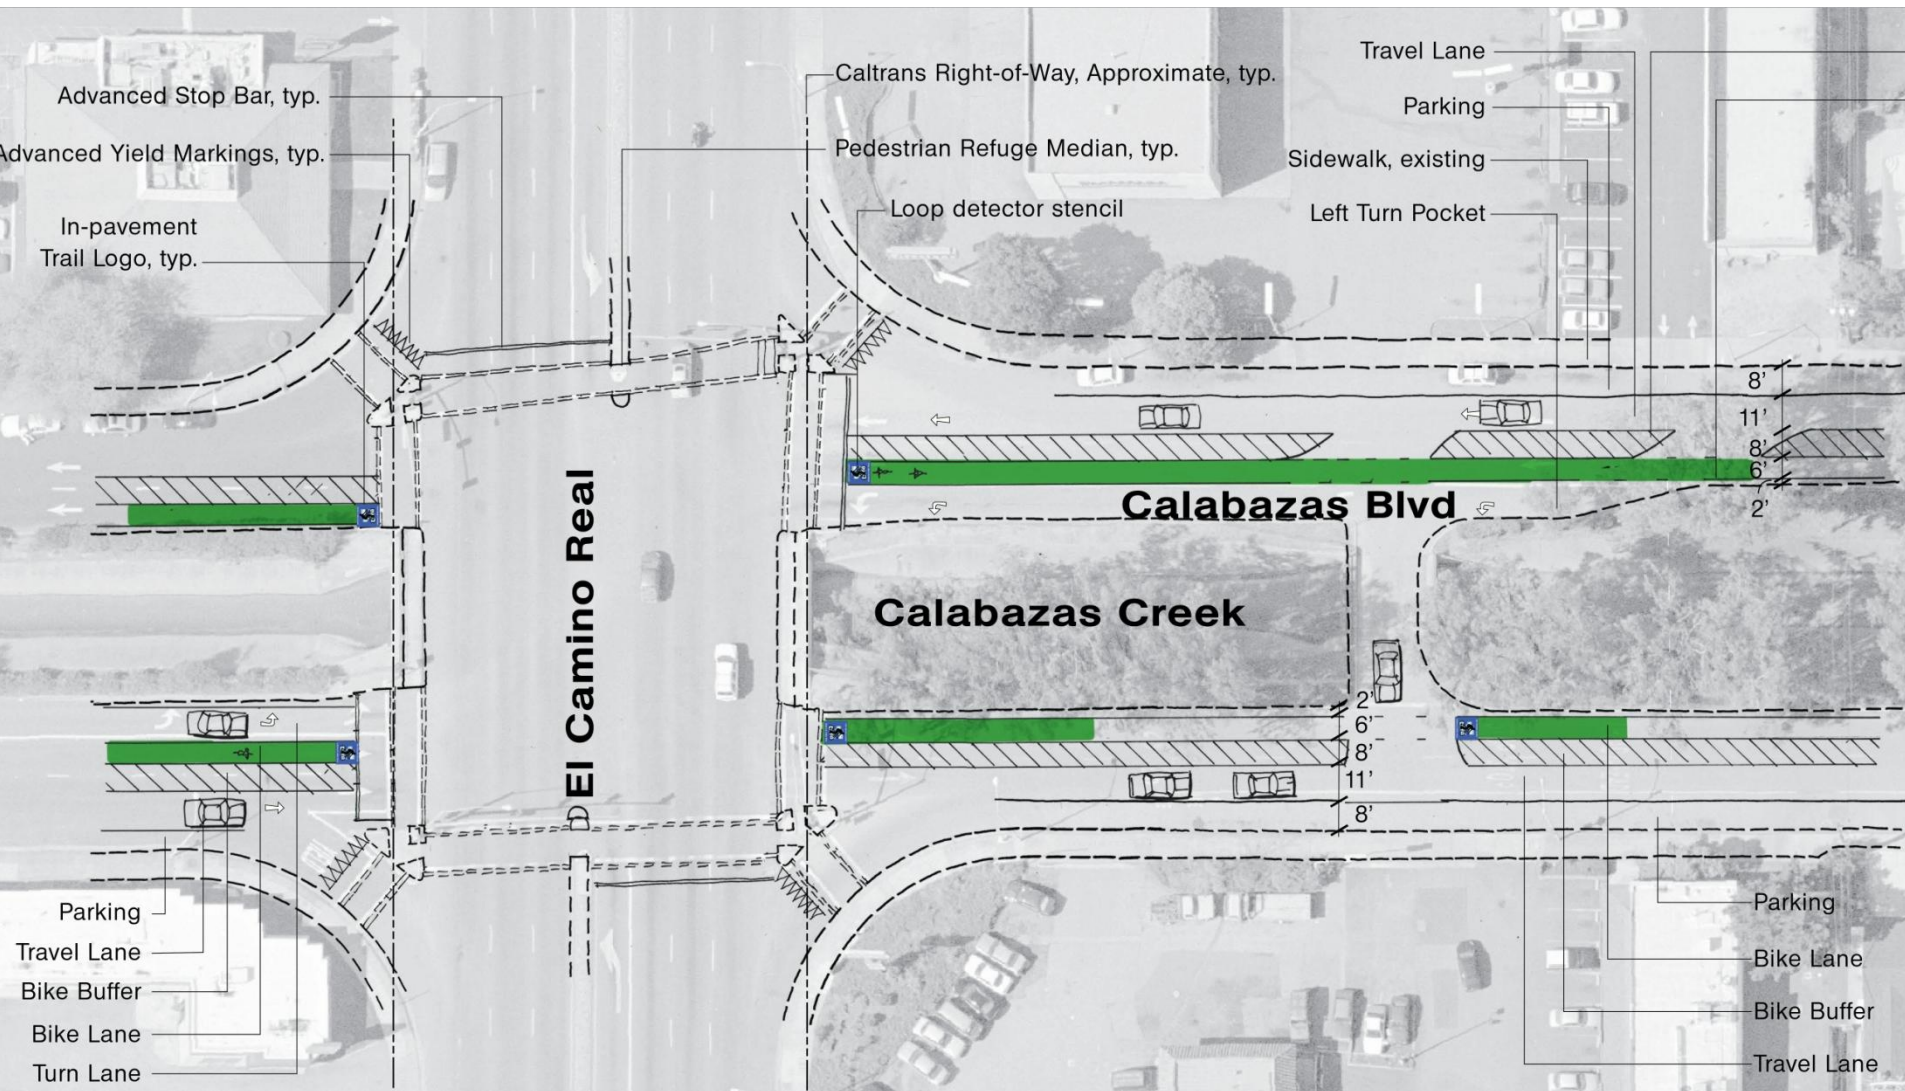 Travel Lane
Caltrans Right-of-Way, Approximate, typ.
Advanced Stop Bar, typ.
Parking
Advanced Yield Markings, typ.
Pedestrian Refuge Median, typ.
Sidewalk, existing
Loop detector stencil
Left Turn Pocket
In-pavement
Trail Logo, typ.
8'
11'
8'
6'
2'
Calabazas Blvd
El Camino Real
Calabazas Creek
2'
6'
8'
11'
8'
Parking
Travel Lane
Bike Buffer
Bike Lane
Turn Lane
Parking
Bike Lane
Bike Buffer
Travel Lane